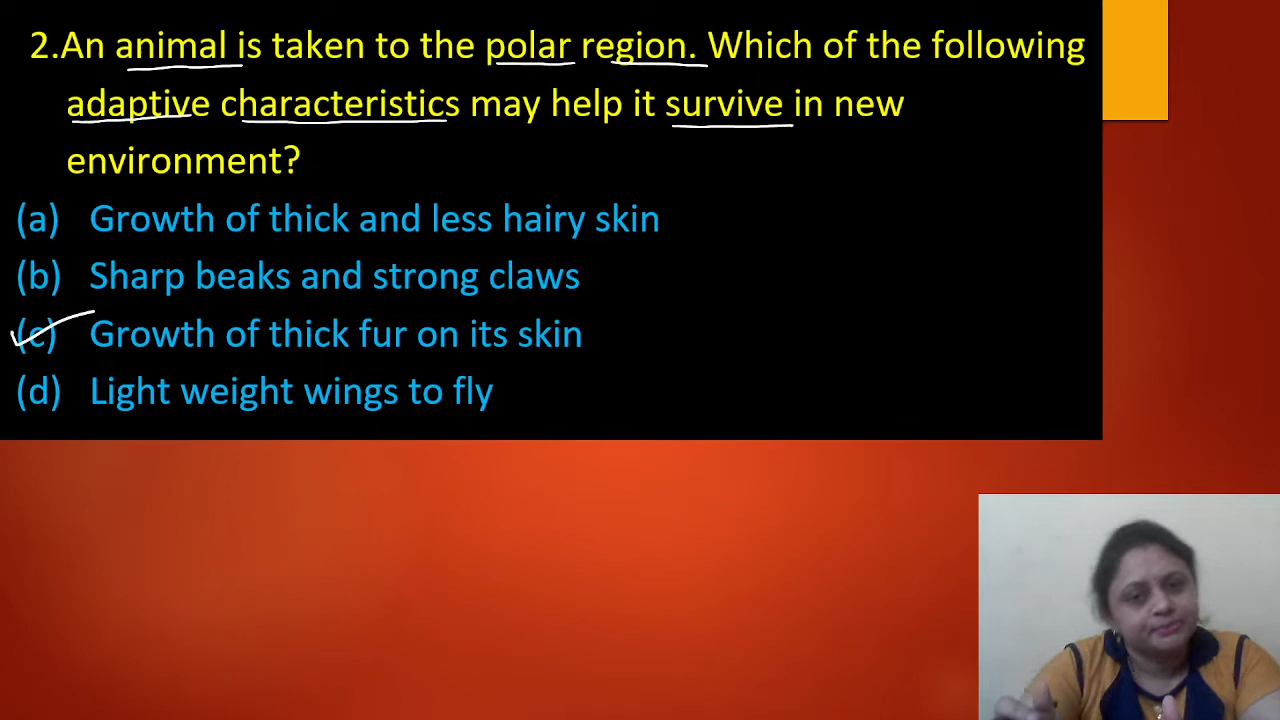 2.An animal is taken to the polar region. Which of the following
adaptive characteristics may help it survive in new
environment?
(a) Growth of thick and less hairy skin
(b) Sharp beaks and strong claws
(c) Growth of thick fur on its skin
(d) Light weight wings to fly